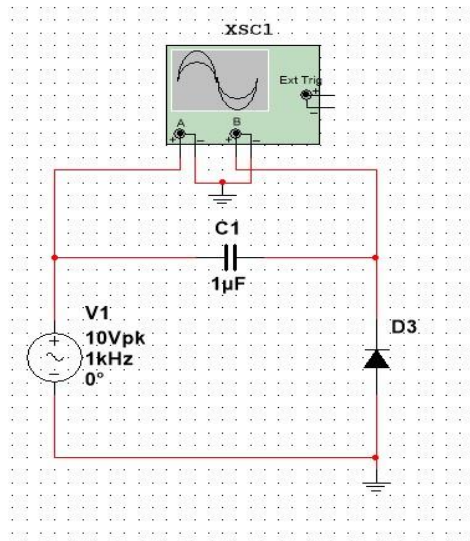 XSC1
Ext Trig
+
−
A
B
+ −
+ −
C1
1µF
V1
10Vpk
1kHz
0°
+
−
D3